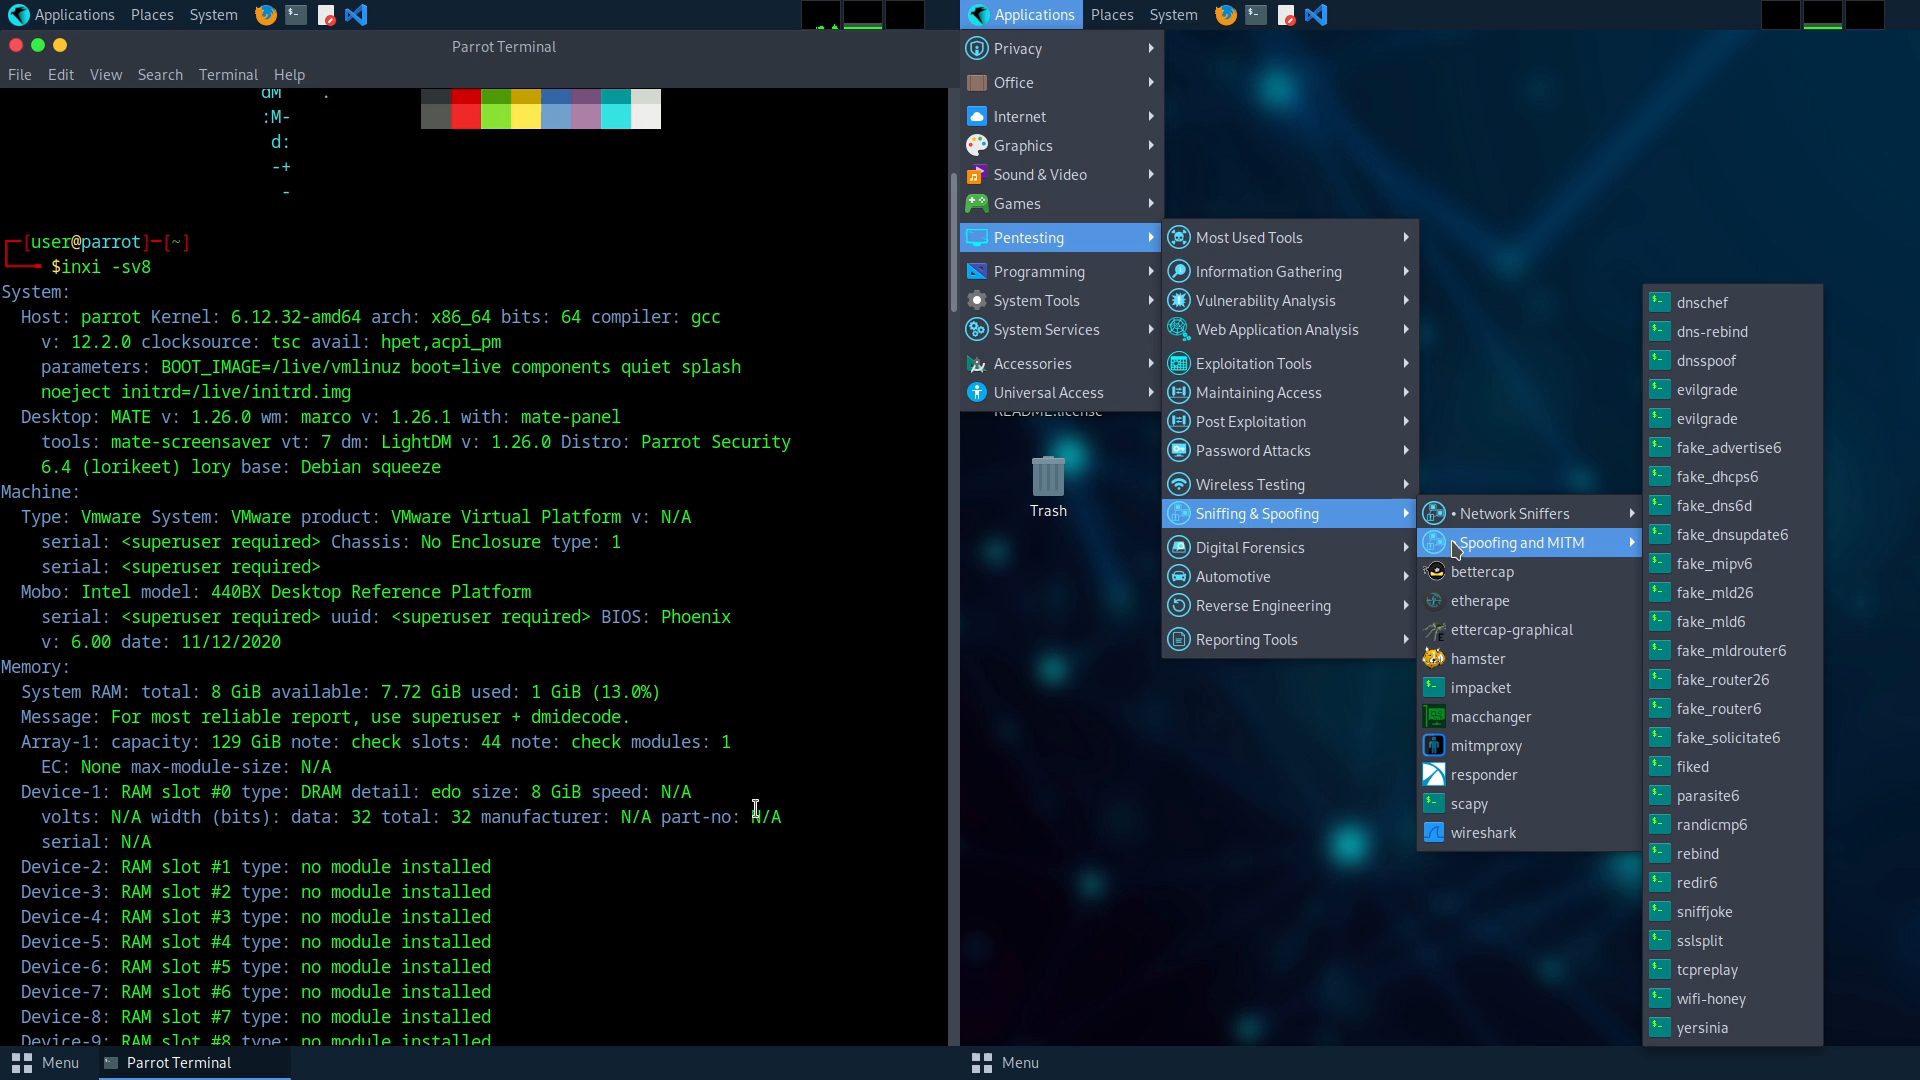 Applications Places System
Parrot Terminal
File Edit View Search Terminal Help
dM .
:M-
d:
-+
-
┌─[user@parrot]─[~]
└──╼ $inxi -sv8
System:
Host: parrot Kernel: 6.12.32-amd64 arch: x86_64 bits: 64 compiler: gcc
v: 12.2.0 clocksource: tsc avail: hpet,acpi_pm
parameters: BOOT_IMAGE=/live/vmlinuz boot=live components quiet splash
noeject initrd=/live/initrd.img
Desktop: MATE v: 1.26.0 wm: marco v: 1.26.1 with: mate-panel
tools: mate-screensaver vt: 7 dm: LightDM v: 1.26.0 Distro: Parrot Security
6.4 (lorikeet) lory base: Debian squeeze
Machine:
Type: Vmware System: VMware product: VMware Virtual Platform v: N/A
serial: <superuser required> Chassis: No Enclosure type: 1
serial: <superuser required>
Mobo: Intel model: 440BX Desktop Reference Platform
serial: <superuser required> uuid: <superuser required> BIOS: Phoenix
v: 6.00 date: 11/12/2020
Memory:
System RAM: total: 8 GiB available: 7.72 GiB used: 1 GiB (13.0%)
Message: For most reliable report, use superuser + dmidecode.
Array-1: capacity: 129 GiB note: check slots: 44 note: check modules: 1
EC: None max-module-size: N/A
Device-1: RAM slot #0 type: DRAM detail: edo size: 8 GiB speed: N/A
volts: N/A width (bits): data: 32 total: 32 manufacturer: N/A part-no: N/A
serial: N/A
Device-2: RAM slot #1 type: no module installed
Device-3: RAM slot #2 type: no module installed
Device-4: RAM slot #3 type: no module installed
Device-5: RAM slot #4 type: no module installed
Device-6: RAM slot #5 type: no module installed
Device-7: RAM slot #6 type: no module installed
Device-8: RAM slot #7 type: no module installed
Device-9: RAM slot #8 type: no module installed
Menu Parrot Terminal
Applications Places System
Privacy
Office
Internet
Graphics
Sound & Video
Games
Pentesting
Programming
System Tools
System Services
Accessories
Universal Access
README.license
Trash
Most Used Tools
Information Gathering
Vulnerability Analysis
Web Application Analysis
Exploitation Tools
Maintaining Access
Post Exploitation
Password Attacks
Wireless Testing
Sniffing & Spoofing
Digital Forensics
Automotive
Reverse Engineering
Reporting Tools
• Network Sniffers
• Spoofing and MITM
bettercap
etherape
ettercap-graphical
hamster
impacket
macchanger
mitmproxy
responder
scapy
wireshark
dnschef
dns-rebind
dnsspoof
evilgrade
evilgrade
fake_advertise6
fake_dhcps6
fake_dns6d
fake_dnsupdate6
fake_mipv6
fake_mld26
fake_mld6
fake_mldrouter6
fake_router26
fake_router6
fake_solicitate6
fiked
parasite6
randicmp6
rebind
redir6
sniffjoke
sslsplit
tcpreplay
wifi-honey
yersinia
Menu